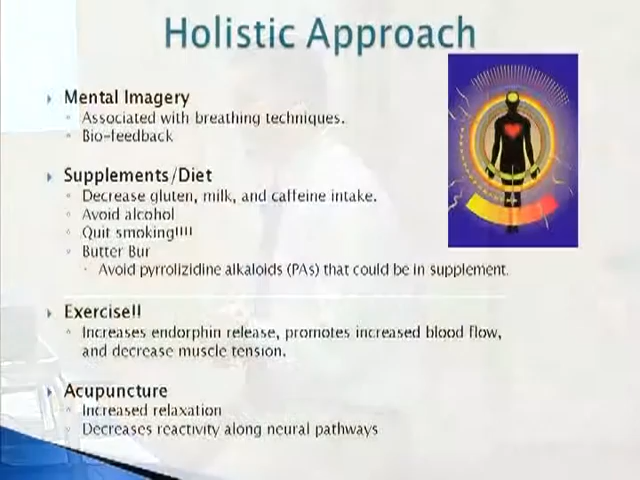 Holistic Approach
Mental Imagery
Associated with breathing techniques.
Bio-feedback
Supplements/Diet
Decrease gluten, milk, and caffeine intake.
Avoid alcohol
Quit smoking!!!!
Butter Bur
Avoid pyrrolizidine alkaloids (PAs) that could be in supplement.
Exercise!!
Increases endorphin release, promotes increased blood flow,
and decrease muscle tension.
Acupuncture
Increased relaxation
Decreases reactivity along neural pathways